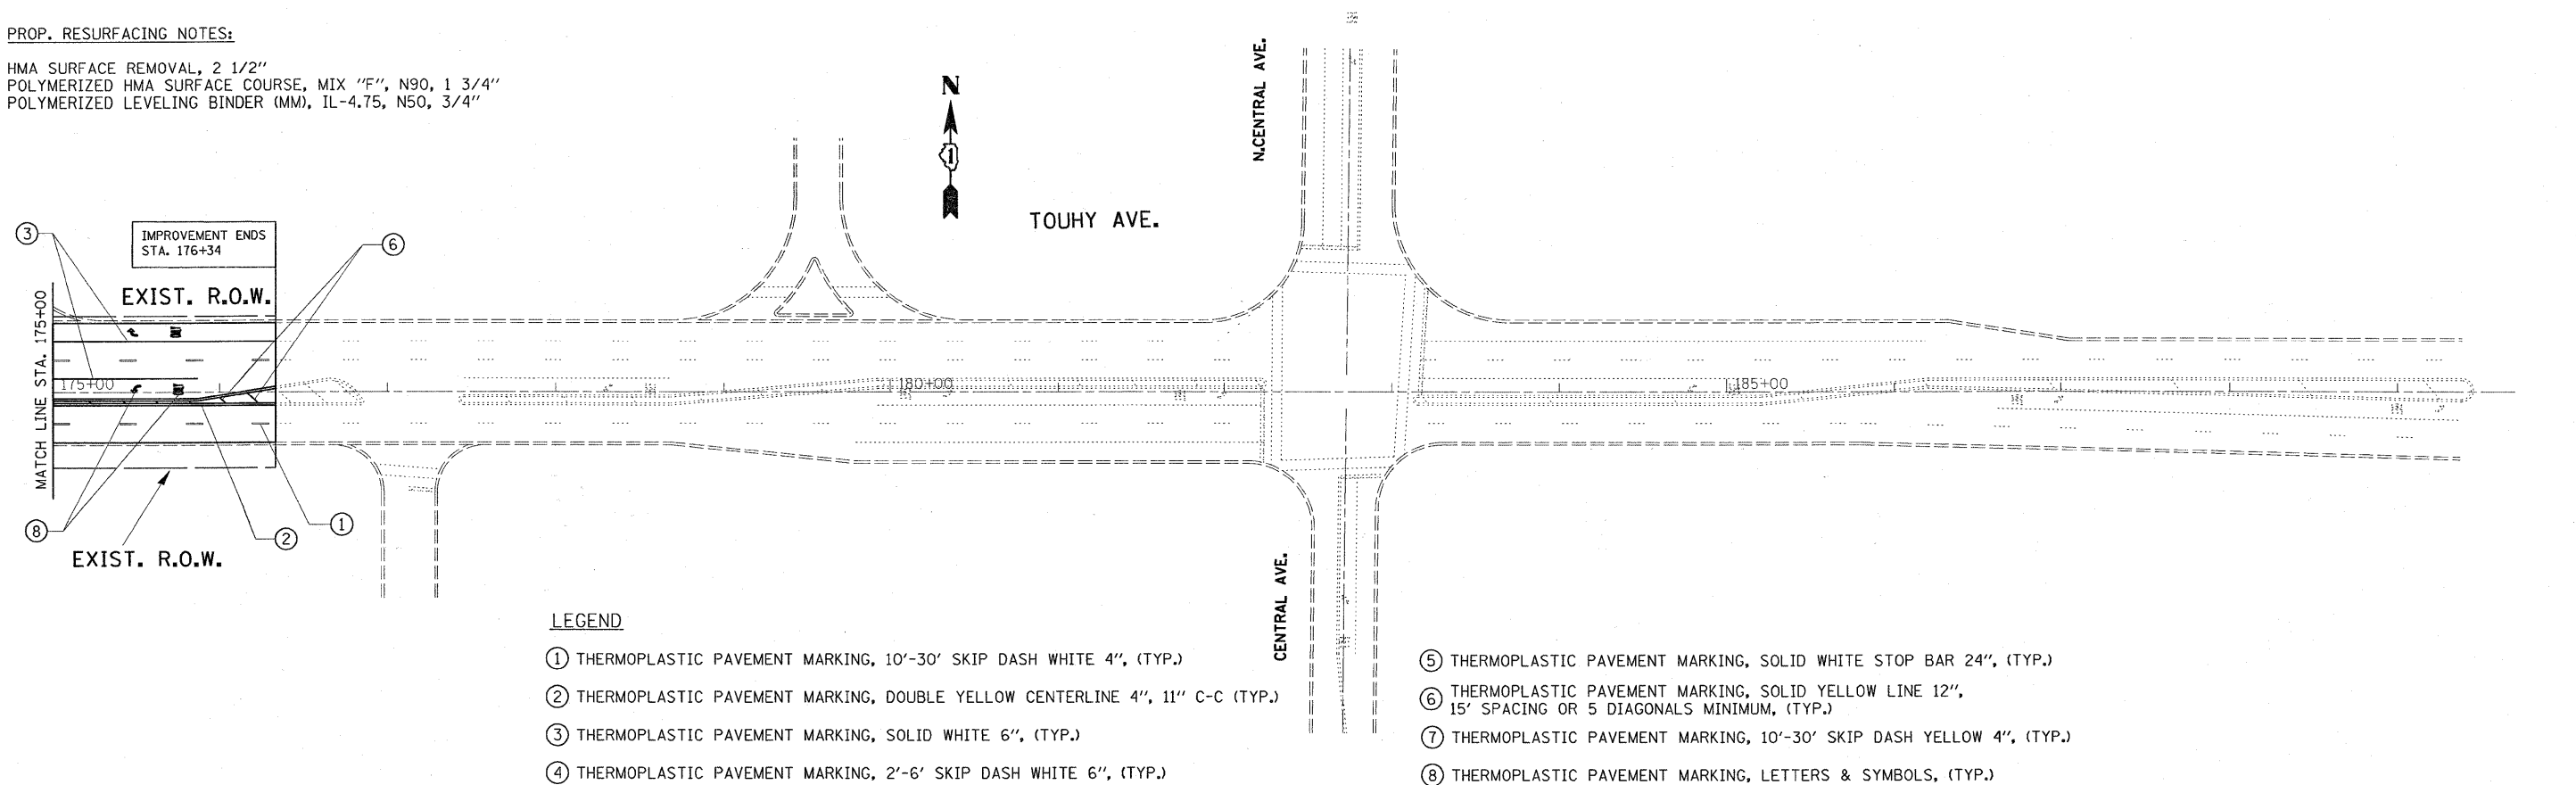 PROP. RESURFACING NOTES:
HMA SURFACE REMOVAL, 2 1/2"
POLYMERIZED HMA SURFACE COURSE, MIX "F", N90, 1 3/4"
POLYMERIZED LEVELING BINDER (MM), IL-4.75, N50, 3/4"
N
1
TOUHY AVE.
N.CENTRAL AVE.
3
IMPROVEMENT ENDS
STA. 176+34
6
EXIST. R.O.W.
MATCH LINE STA. 175+00
175+00
180+00
185+00
8
2
1
EXIST. R.O.W.
CENTRAL AVE.
LEGEND
1 THERMOPLASTIC PAVEMENT MARKING, 10'-30' SKIP DASH WHITE 4", (TYP.)
2 THERMOPLASTIC PAVEMENT MARKING, DOUBLE YELLOW CENTERLINE 4", 11" C-C (TYP.)
3 THERMOPLASTIC PAVEMENT MARKING, SOLID WHITE 6", (TYP.)
4 THERMOPLASTIC PAVEMENT MARKING, 2'-6' SKIP DASH WHITE 6", (TYP.)
5 THERMOPLASTIC PAVEMENT MARKING, SOLID WHITE STOP BAR 24", (TYP.)
6 THERMOPLASTIC PAVEMENT MARKING, SOLID YELLOW LINE 12",
15' SPACING OR 5 DIAGONALS MINIMUM, (TYP.)
7 THERMOPLASTIC PAVEMENT MARKING, 10'-30' SKIP DASH YELLOW 4", (TYP.)
8 THERMOPLASTIC PAVEMENT MARKING, LETTERS & SYMBOLS, (TYP.)